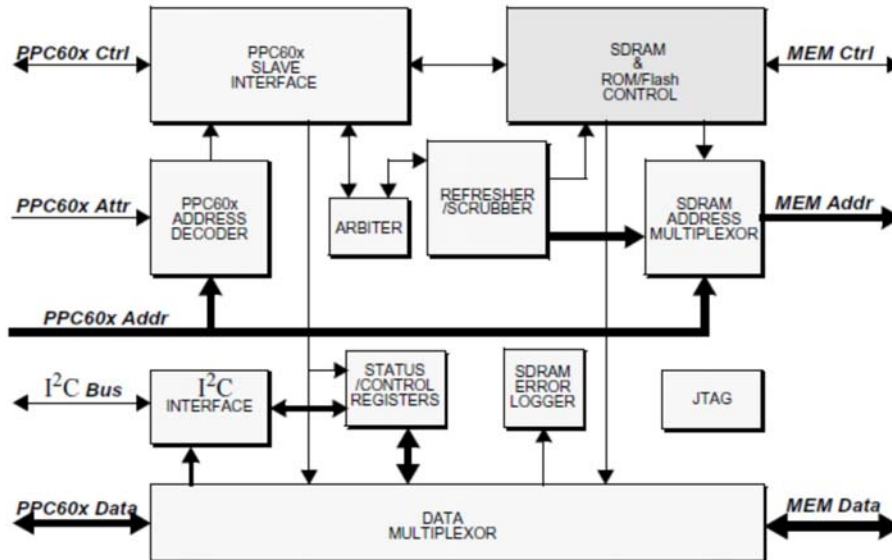 PPC60x Ctrl
PPC60x
SLAVE
INTERFACE
SDRAM
&
ROM/Flash
CONTROL
MEM Ctrl
PPC60x Attr
PPC60x
ADDRESS
DECODER
ARBITER
REFRESHER
/SCRUBBER
SDRAM
ADDRESS
MULTIPLEXOR
MEM Addr
PPC60x Addr
I²C Bus
I²C
INTERFACE
STATUS
/CONTROL
REGISTERS
SDRAM
ERROR
LOGGER
JTAG
PPC60x Data
DATA
MULTIPLEXOR
MEM Data